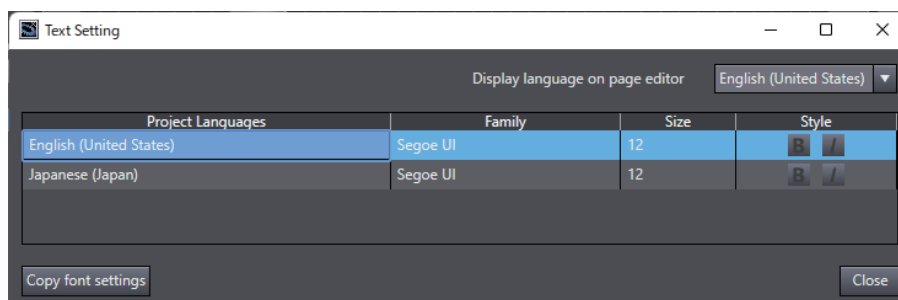 Text Setting
Display language on page editor English (United States)
Project Languages Family Size Style
English (United States) Segoe UI 12 B I
Japanese (Japan) Segoe UI 12 B I
Copy font settings Close